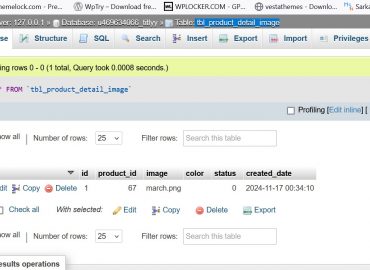 emelock.com - Pre... WpTry – Download fre... WPLOCKER.COM - GP... vestathemes - Downlo... Sarka
erver: 127.0.0.1 » Database: u469634666_btlyy » Table: tbl_product_detail_image
se Structure SQL Search Insert Export Import Privileges
ing rows 0 - 0 (1 total, Query took 0.0008 seconds.)
* FROM `tbl_product_detail_image`
Profiling [Edit inline] [
ow all Number of rows: 25 Filter rows: Search this table
id product_id image color status created_date
dit Copy Delete 1 67 march.png 0 2024-11-17 00:34:10
Check all With selected: Edit Copy Delete Export
ow all Number of rows: 25 Filter rows: Search this table
esults operations